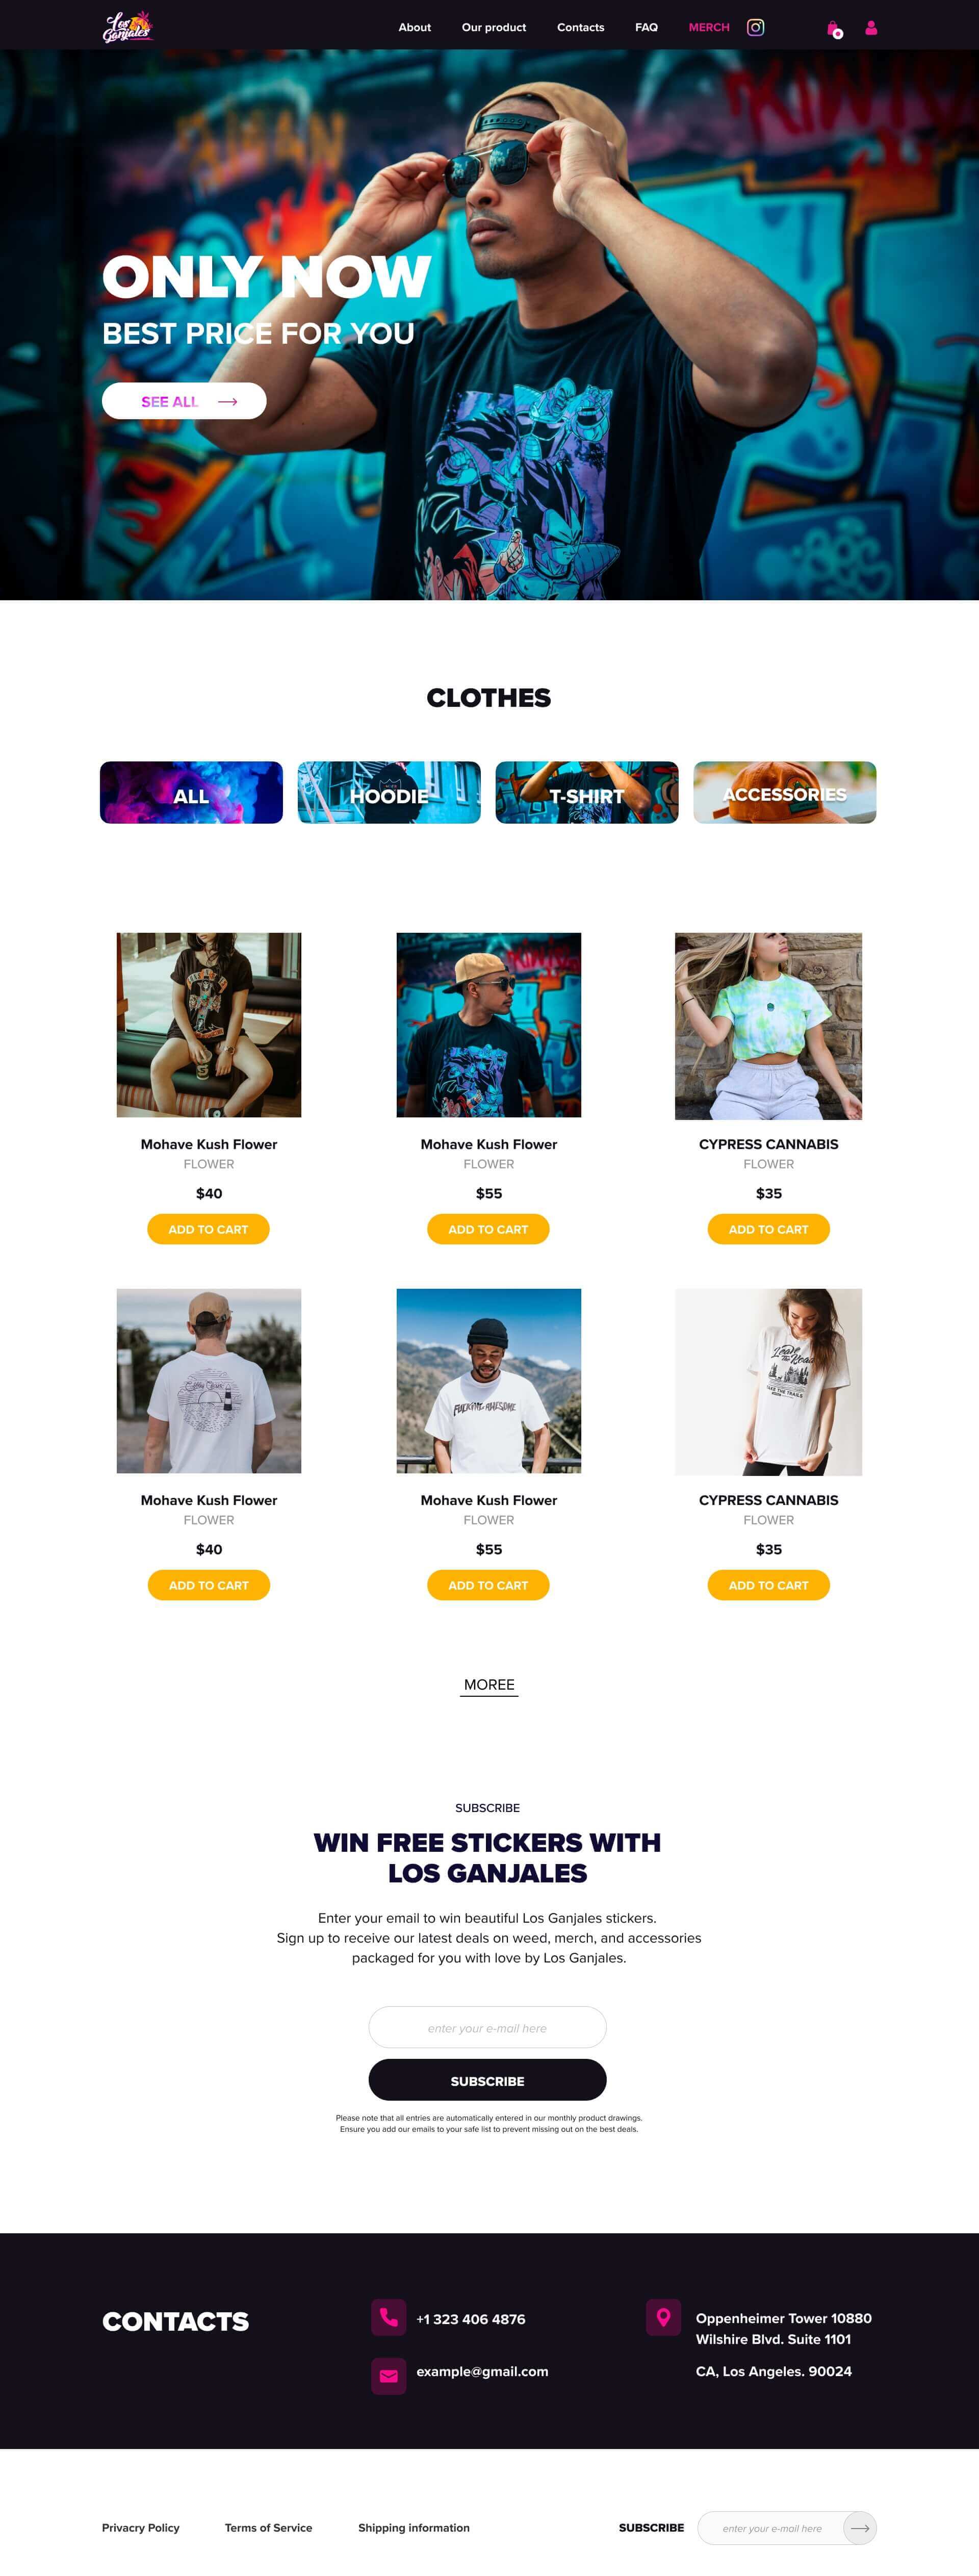 Los
Ganjales
About
Our product
Contacts
FAQ
MERCH
ONLY NOW
BEST PRICE FOR YOU
SEE ALL
CLOTHES
ALL
HOODIE
T-SHIRT
ACCESSORIES
Mohave Kush Flower
FLOWER
$40
ADD TO CART
Mohave Kush Flower
FLOWER
$55
ADD TO CART
CYPRESS CANNABIS
FLOWER
$35
ADD TO CART
Leave
The Road
TAKE THE TRAILS
Mohave Kush Flower
FLOWER
$40
ADD TO CART
Mohave Kush Flower
FLOWER
$55
ADD TO CART
CYPRESS CANNABIS
FLOWER
$35
ADD TO CART
MOREE
SUBSCRIBE
WIN FREE STICKERS WITH
LOS GANJALES
Enter your email to win beautiful Los Ganjales stickers.
Sign up to receive our latest deals on weed, merch, and accessories
packaged for you with love by Los Ganjales.
enter your e-mail here
SUBSCRIBE
Please note that all entries are automatically entered in our monthly product drawings.
Ensure you add our emails to your safe list to prevent missing out on the best deals.
CONTACTS
+1 323 406 4876
example@gmail.com
Oppenheimer Tower 10880
Wilshire Blvd. Suite 1101
CA, Los Angeles. 90024
Privacry Policy
Terms of Service
Shipping information
SUBSCRIBE
enter your e-mail here